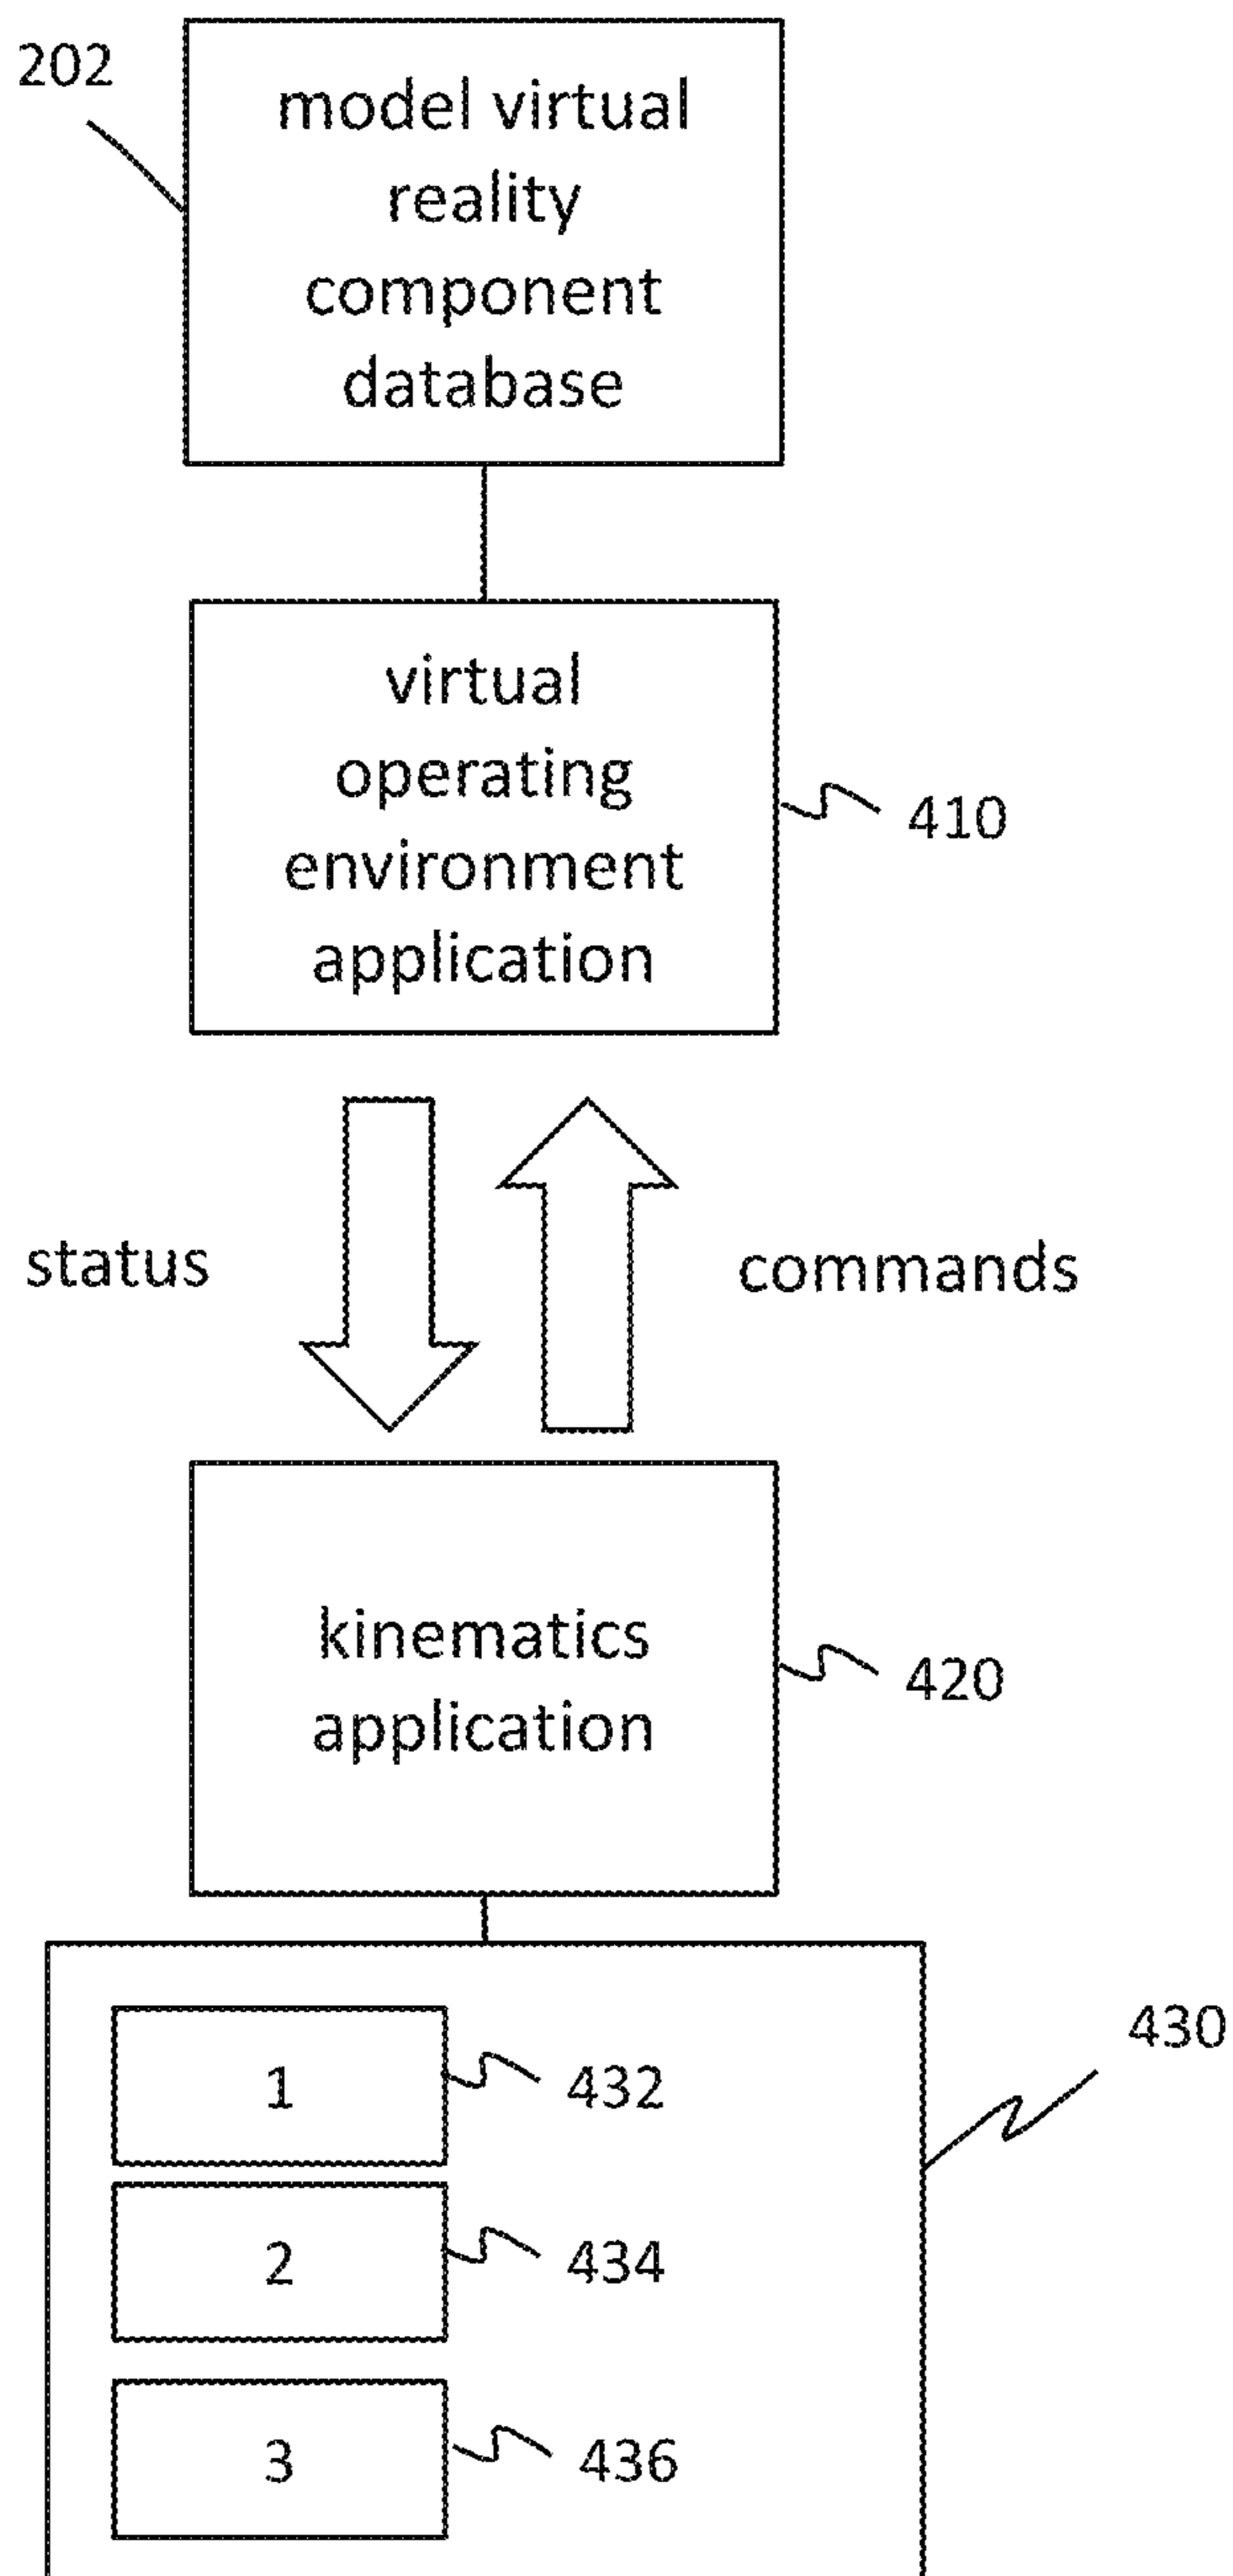 202
model virtual
reality
component
database
virtual
operating
environment
application
410
status
commands
kinematics
application
420
430
1
432
2
434
3
436